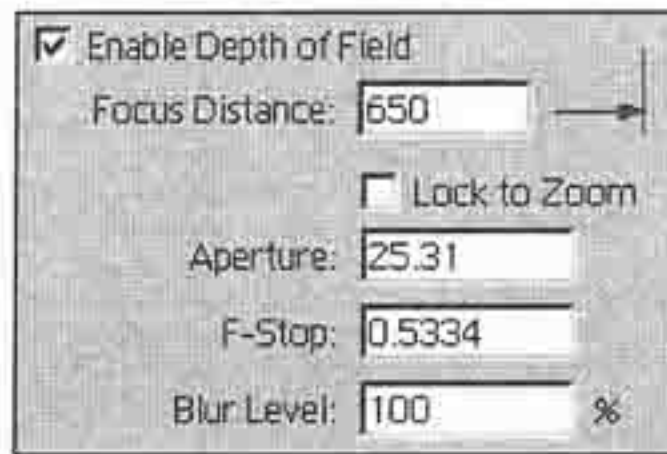 Enable Depth of Field
Focus Distance: 650
Lock to Zoom
Aperture: 25.31
F-Stop: 0.5334
Blur Level: 100 %